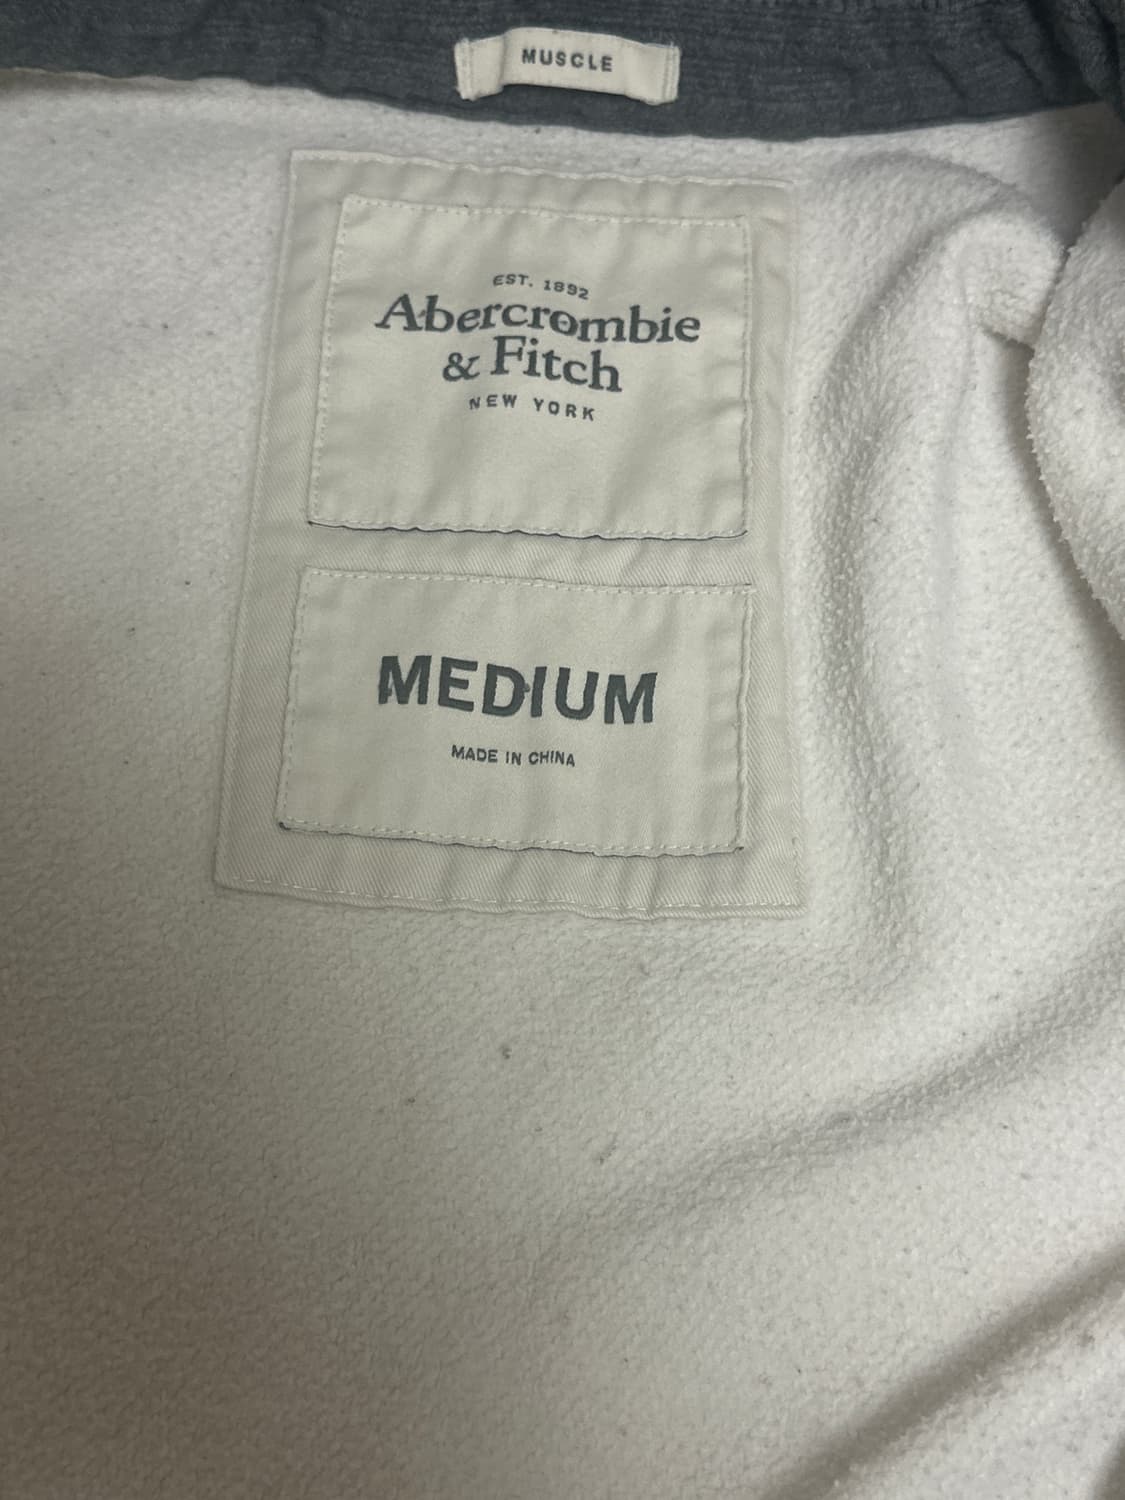 MUSCLE
EST. 1892
Abercrombie
& Fitch
NEW YORK
MEDIUM
MADE IN CHINA